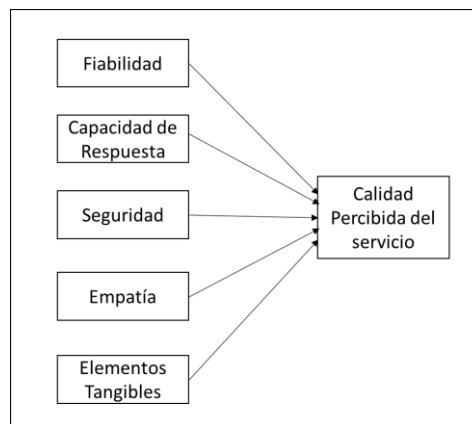 Fiabilidad
Capacidad de
Respuesta
Seguridad
Empatía
Elementos
Tangibles
Calidad
Percibida del
servicio